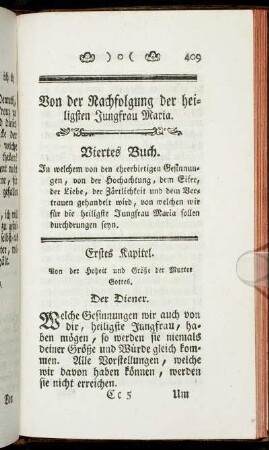 )o( 409
Von der Nachfolgung der hei-
ligsten Jungfrau Maria.
Viertes Buch.
In welchem von den ehrerbietigen Gesinnun-
gen, von der Hochachtung, dem Eifer,
der Liebe, der Zärtlichkeit und dem Ver-
trauen gehandelt wird, von welchen wir
für die heiligste Jungfrau Maria sollen
durchdrungen seyn.
Erstes Kapitel.
Von der Hoheit und Größe der Mutter
Gottes.
Der Diener.
Welche Gesinnungen wir auch von
dir, heiligste Jungfrau, ha-
ben mögen, so werden sie niemals
deiner Größe und Würde gleich kom-
men. Alle Vorstellungen, welche
wir davon haben können, werden
sie nicht erreichen.
Cc 5 Um